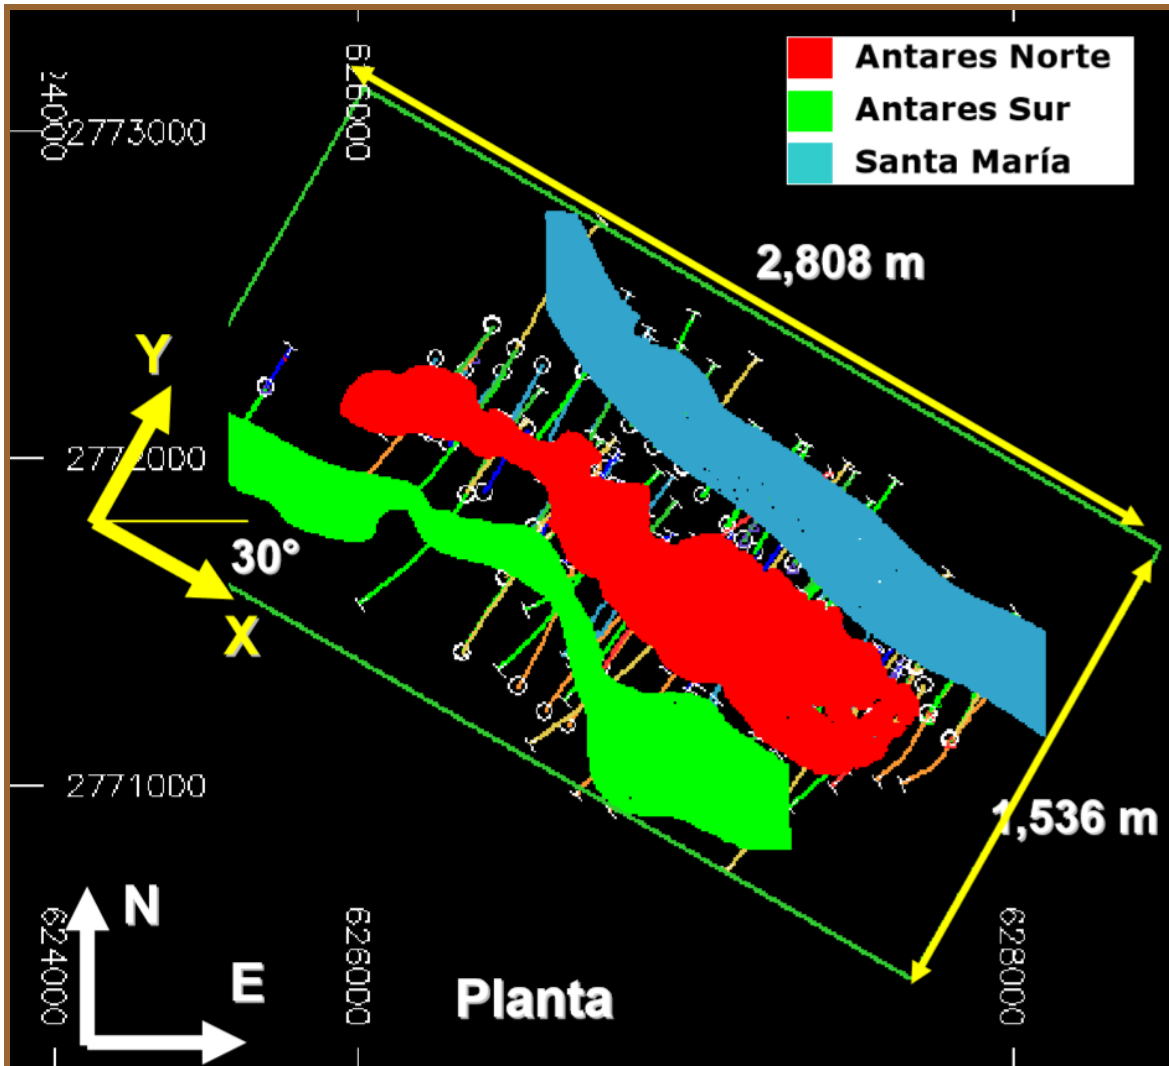 24000
626000
Antares Norte
2773000
Antares Sur
Santa María
2,808 m
Y
2772000
30°
X
2771000
1,536 m
N
E
624000
626000
628000
Planta